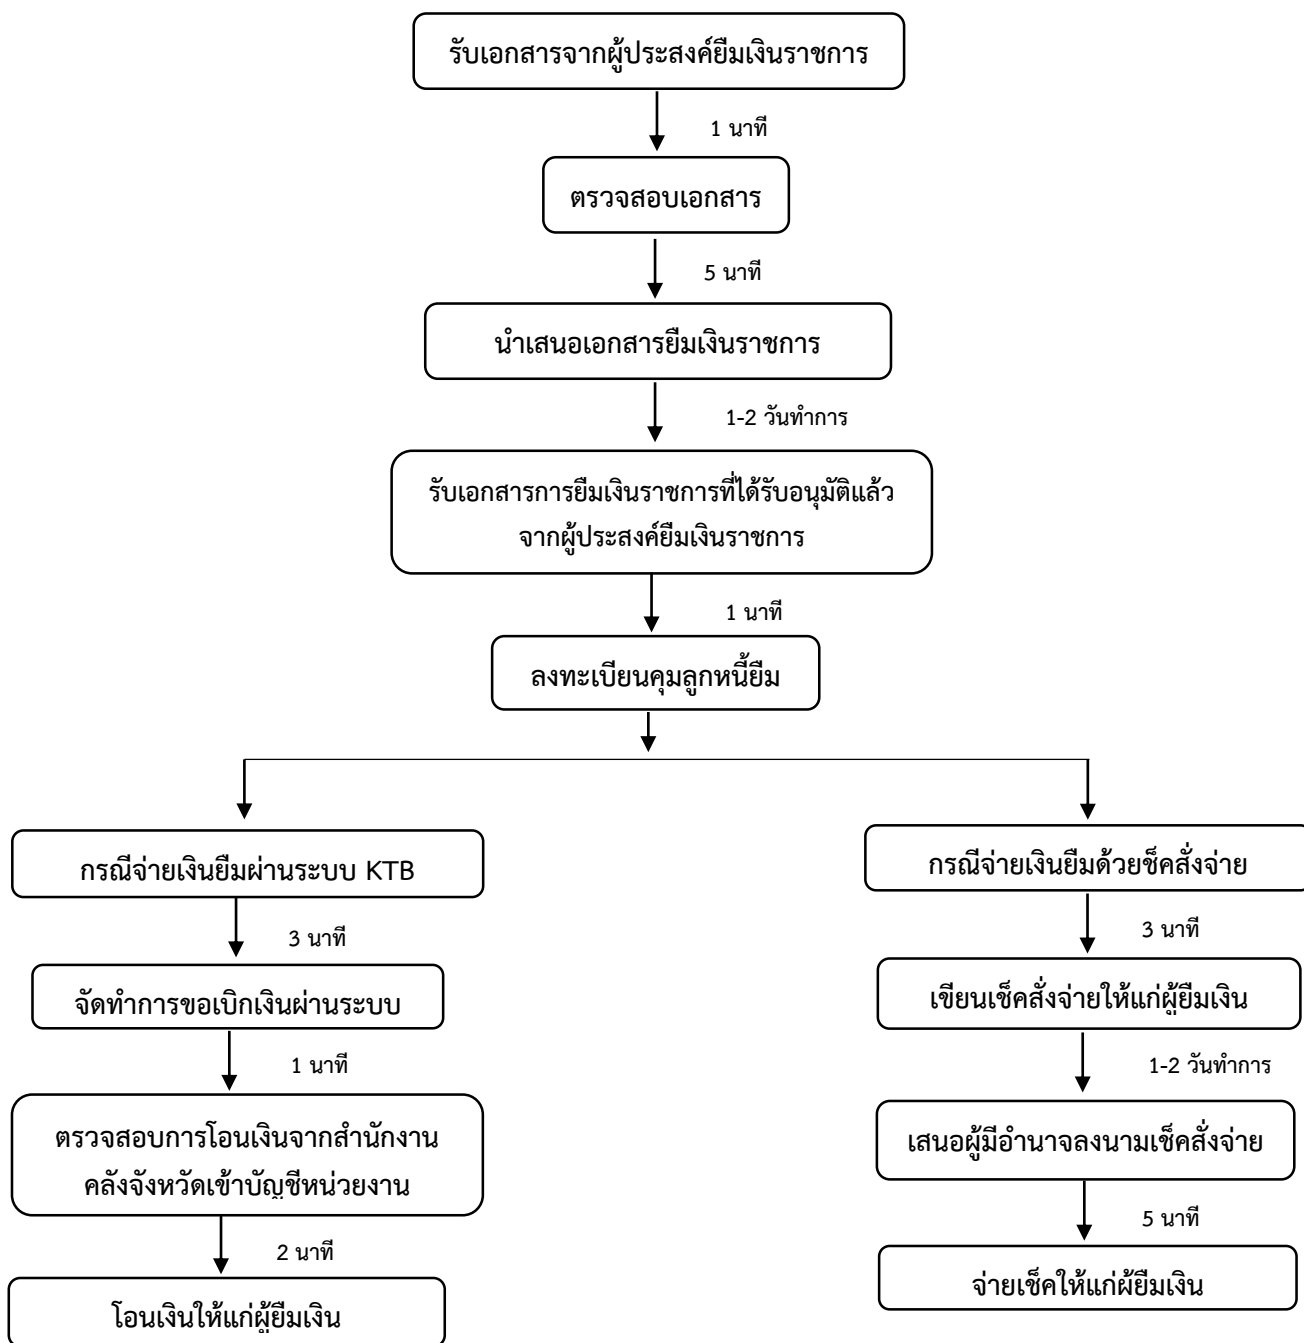 รับเอกสารจากผู้ประสงค์ยืมเงินราชการ
1 นาที
ตรวจสอบเอกสาร
5 นาที
นำเสนอเอกสารยืมเงินราชการ
1-2 วันทำการ
รับเอกสารการยืมเงินราชการที่ได้รับอนุมัติแล้ว
จากผู้ประสงค์ยืมเงินราชการ
1 นาที
ลงทะเบียนคุมลูกหนี้ยืม
กรณีจ่ายเงินยืมผ่านระบบ KTB
3 นาที
จัดทำการขอเบิกเงินผ่านระบบ
1 นาที
ตรวจสอบการโอนเงินจากสำนักงาน
คลังจังหวัดเข้าบัญชีหน่วยงาน
2 นาที
โอนเงินให้แก่ผู้ยืมเงิน
กรณีจ่ายเงินยืมด้วยช็คสั่งจ่าย
3 นาที
เขียนเช็คสั่งจ่ายให้แก่ผู้ยืมเงิน
1-2 วันทำการ
เสนอผู้มีอำนาจลงนามเช็คสั่งจ่าย
5 นาที
จ่ายเช็คให้แก่ผู้ยืมเงิน